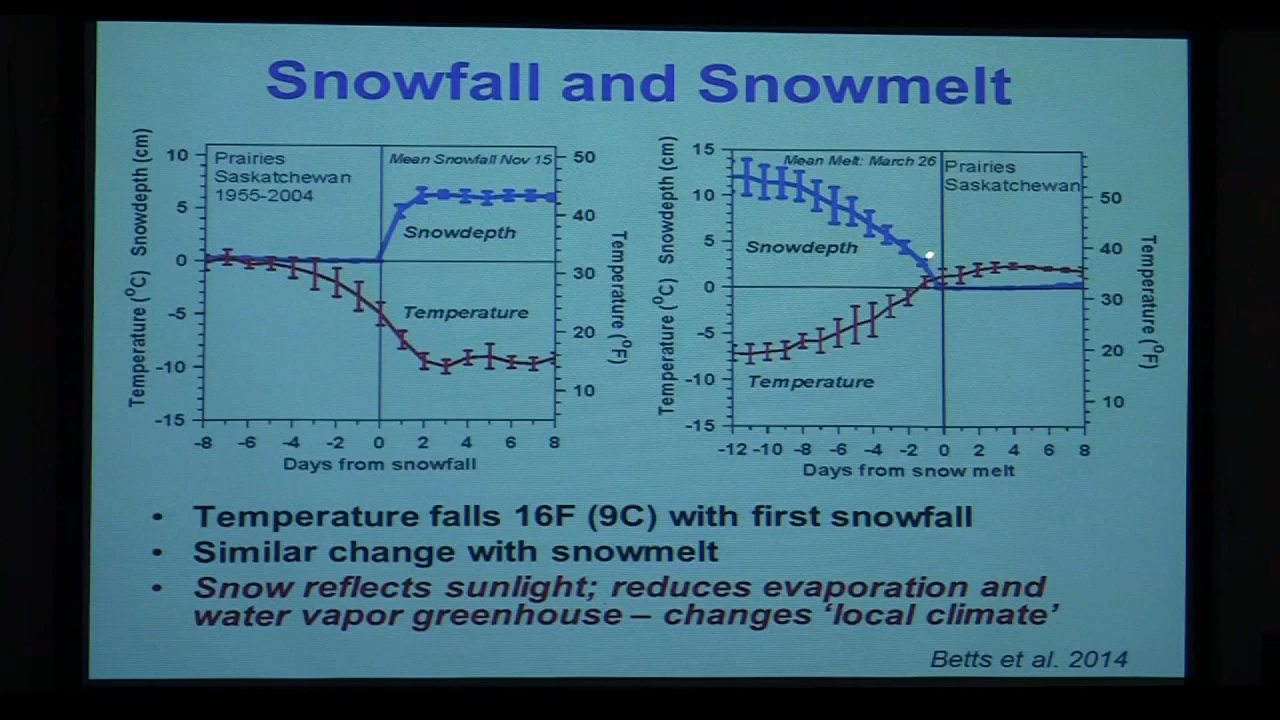 Snowfall and Snowmelt
Snowdepth (cm)
Temperature (°C)
10
5
0
-5
-10
-15
Prairies
Saskatchewan
1955-2004
Mean Snowfall Nov 15
Snowdepth
Temperature
50
40
30
20
10
Temperature (°F)
-8 -6 -4 -2 0 2 4 6 8
Days from snowfall
Snowdepth (cm)
Temperature (°C)
15
10
5
0
-5
-10
-15
Mean Melt: March 26
Prairies
Saskatchewan
Snowdepth
Temperature
50
40
30
20
10
Temperature (°F)
-12 -10 -8 -6 -4 -2 0 2 4 6 8
Days from snow melt
• Temperature falls 16F (9C) with first snowfall
• Similar change with snowmelt
• Snow reflects sunlight; reduces evaporation and
water vapor greenhouse – changes ‘local climate’
Betts et al. 2014